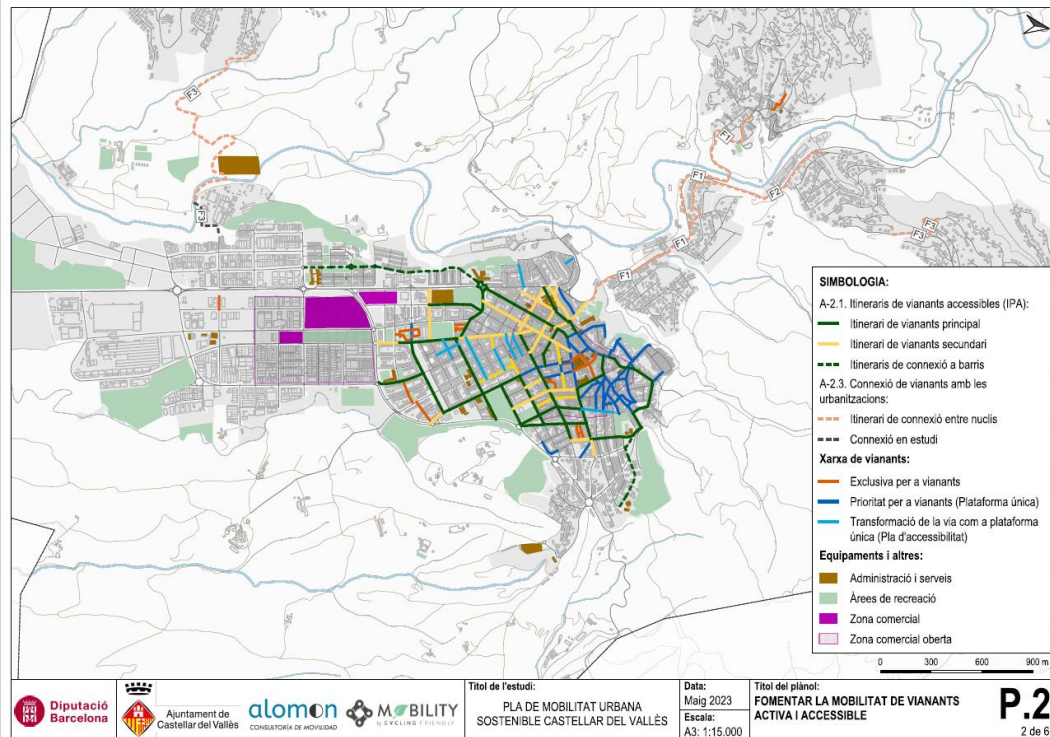 F3
F3
F3
F1
F1
F2
F1
F1
F3
F3
SIMBOLOGIA:
A-2.1. Itineraris de vianants accessibles (IPA):
Itinerari de vianants principal
Itinerari de vianants secundari
Itineraris de connexió a barris
A-2.3. Connexió de vianants amb les
urbanitzacions:
Itinerari de connexió entre nuclis
Connexió en estudi
Xarxa de vianants:
Exclusiva per a vianants
Prioritat per a vianants (Plataforma única)
Transformació de la via com a plataforma
única (Pla d'accessibilitat)
Equipaments i altres:
Administració i serveis
Àrees de recreació
Zona comercial
Zona comercial oberta
0 300 600 900 m
Diputació
Barcelona
Ajuntament de
Castellar del Vallès
alomon
CONSULTORÍA DE MOVILIDAD
MOBILITY
by CYCLING FRIENDLY
Títol de l'estudi:
PLA DE MOBILITAT URBANA
SOSTENIBLE CASTELLAR DEL VALLÈS
Data:
Maig 2023
Escala:
A3: 1:15.000
Títol del plànol:
FOMENTAR LA MOBILITAT DE VIANANTS
ACTIVA I ACCESSIBLE
P.2
2 de 6